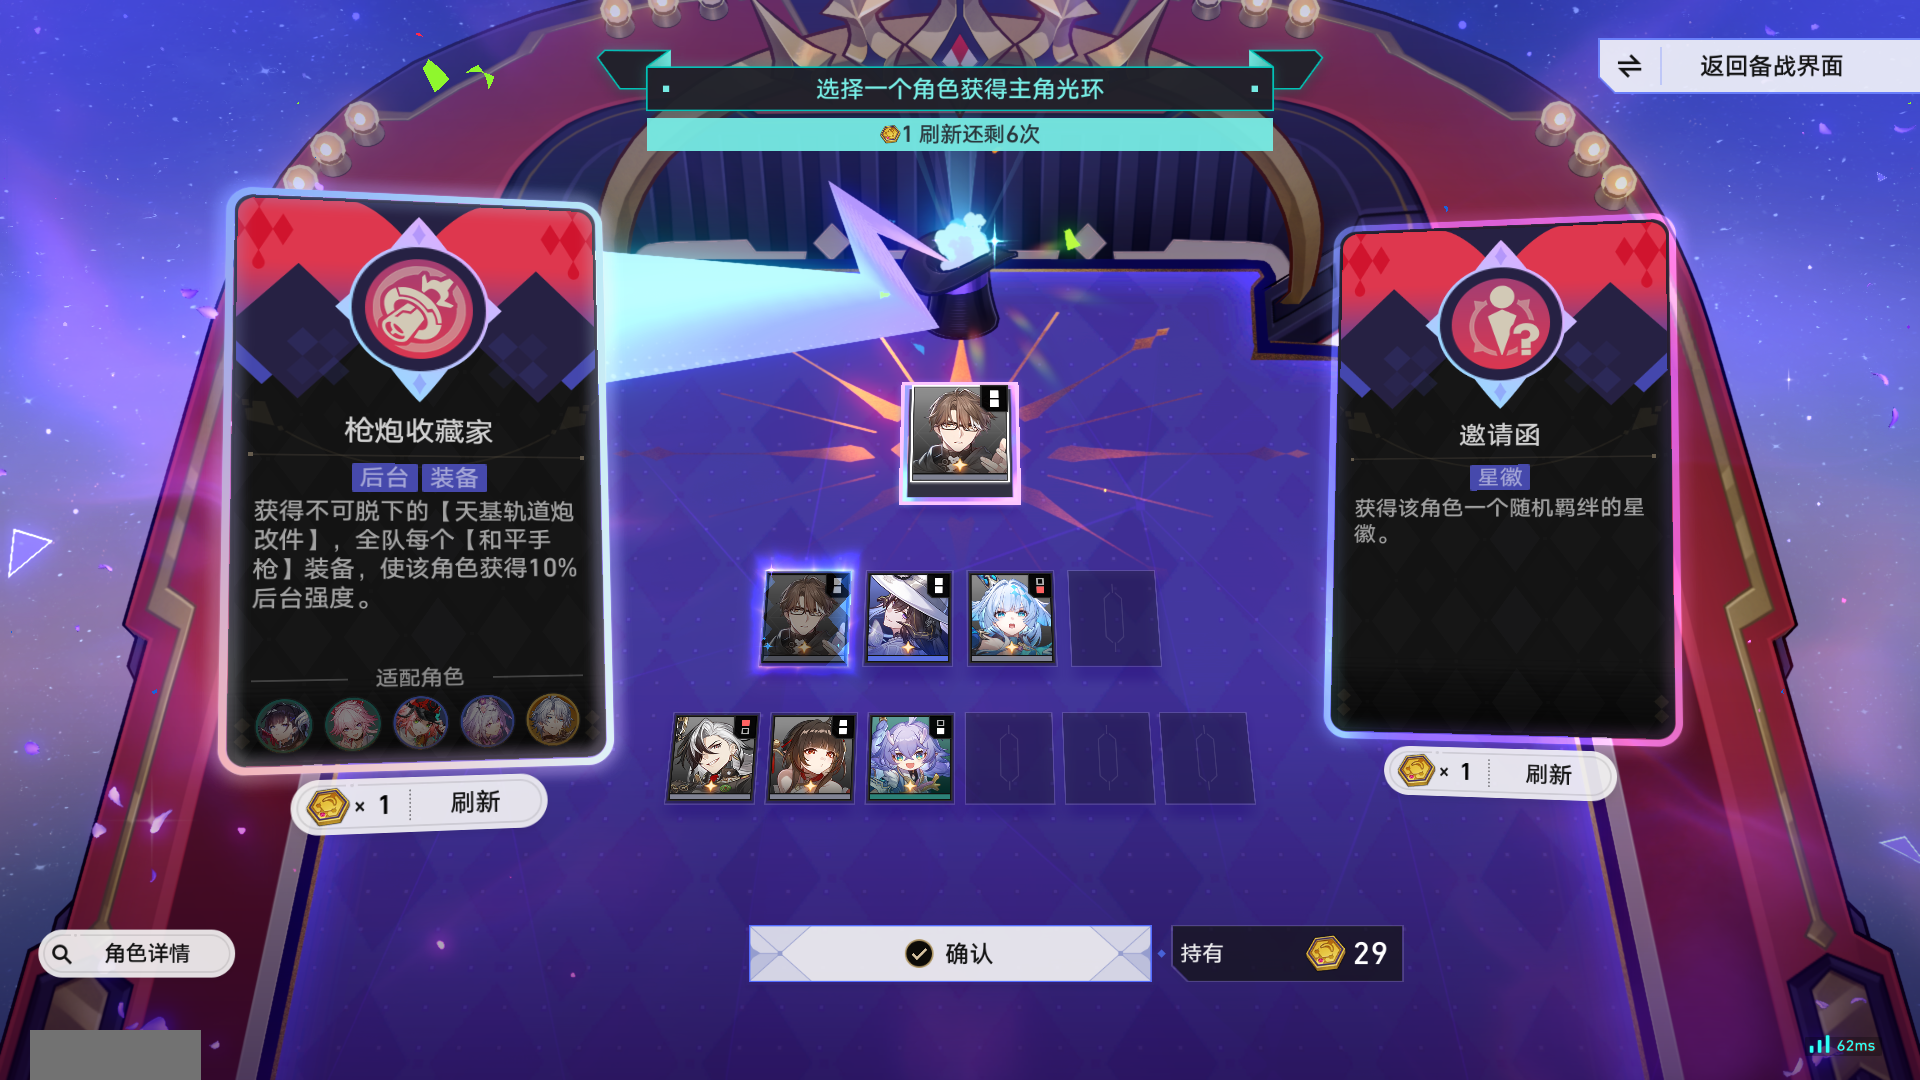 选择一个角色获得主角光环
1 刷新还剩6次
返回备战界面
枪炮收藏家
后台 装备
获得不可脱下的【天基轨道炮
改件】，全队每个【和平手
枪】装备，使该角色获得10%
后台强度。
适配角色
× 1 刷新
邀请函
星徽
获得该角色一个随机羁绊的星
徽。
× 1 刷新
角色详情
确认
持有 29
62ms